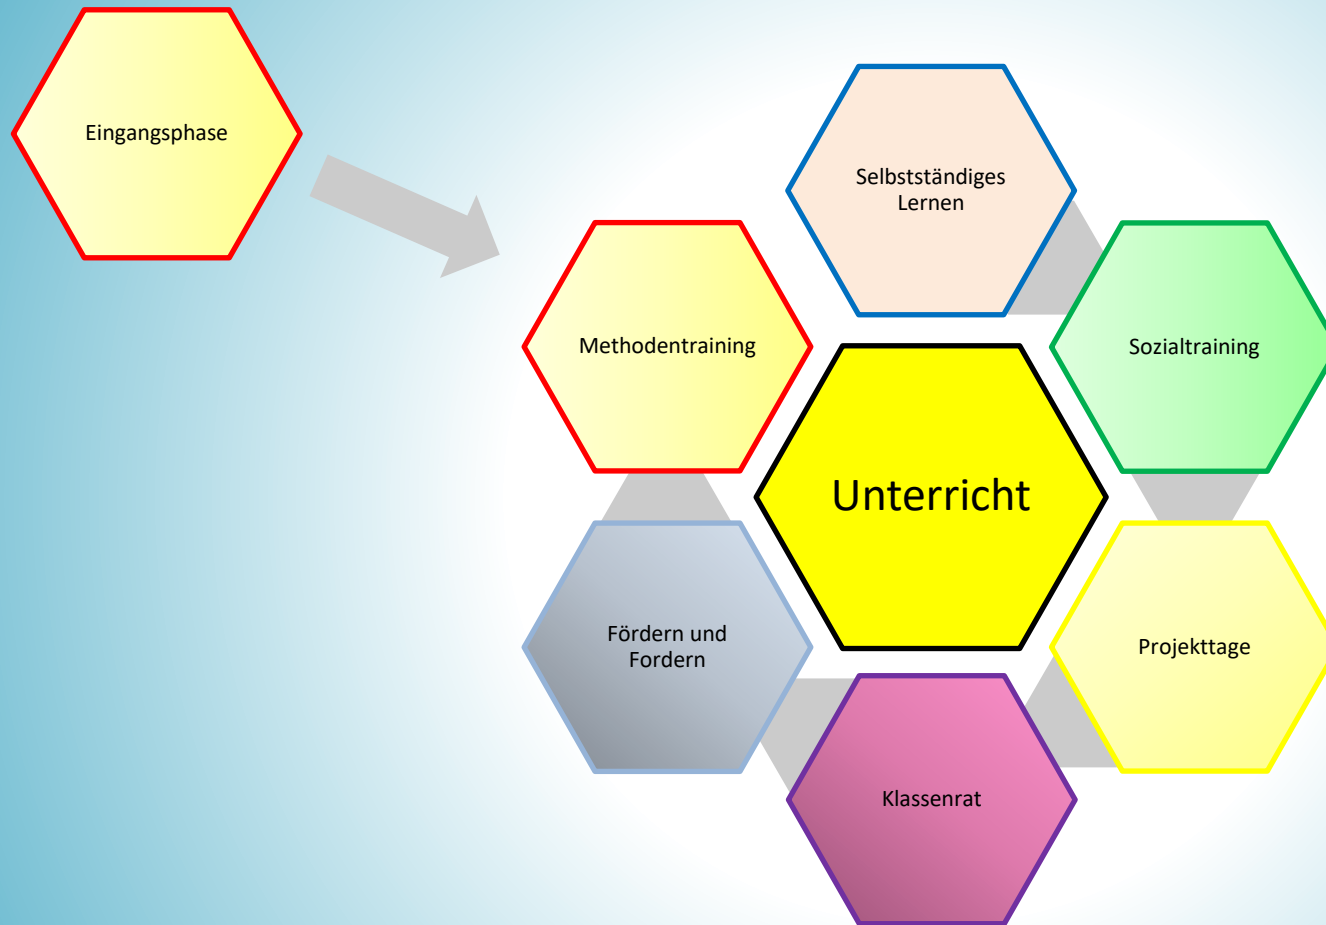 Eingangsphase
Selbstständiges
Lernen
Methodentraining
Sozialtraining
Unterricht
Fördern und
Fordern
Projekttage
Klassenrat